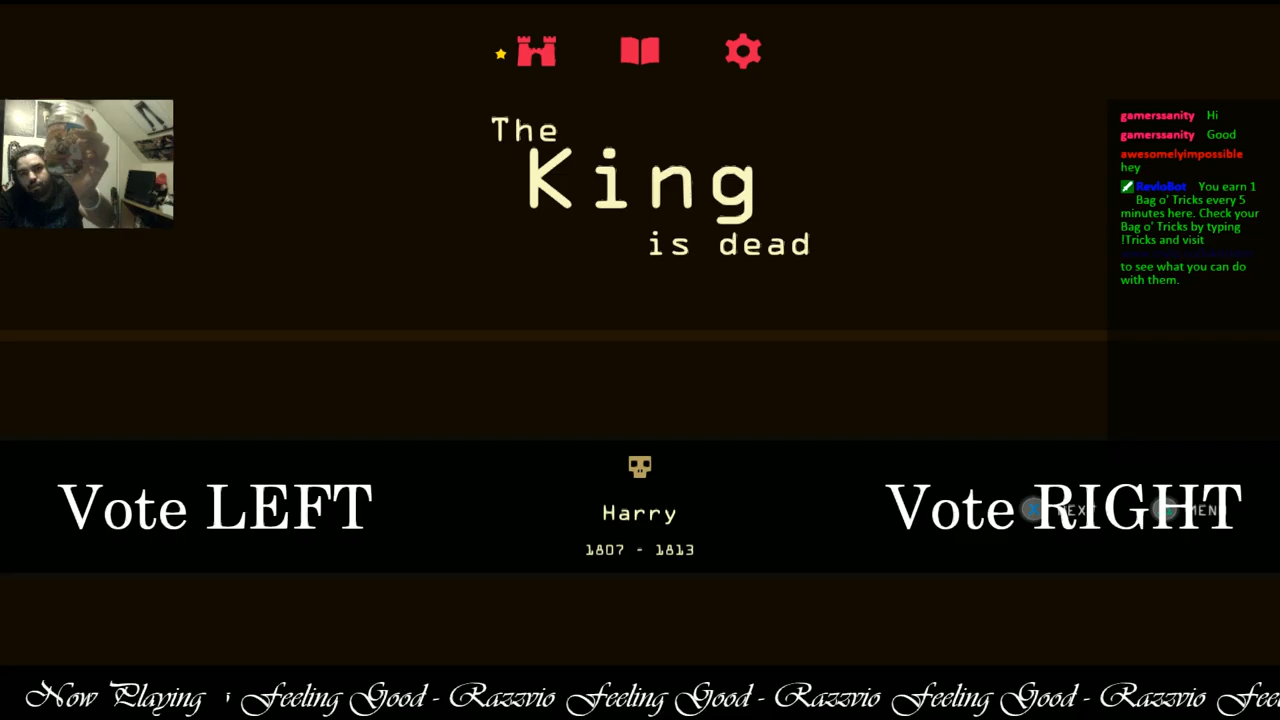 The
King
is dead
gamerssanity Hi
gamerssanity Good
awesomelyimpossible
hey
RevloBot You earn 1
Bag o' Tricks every 5
minutes here. Check your
Bag o' Tricks by typing
!Tricks and visit
to see what you can do
with them.
Vote LEFT
Harry
1807 - 1813
Vote RIGHT
MENU
Now Playing Feeling Good - Razzvio Feeling Good - Razzvio Feeling Good - Razzvio Fee